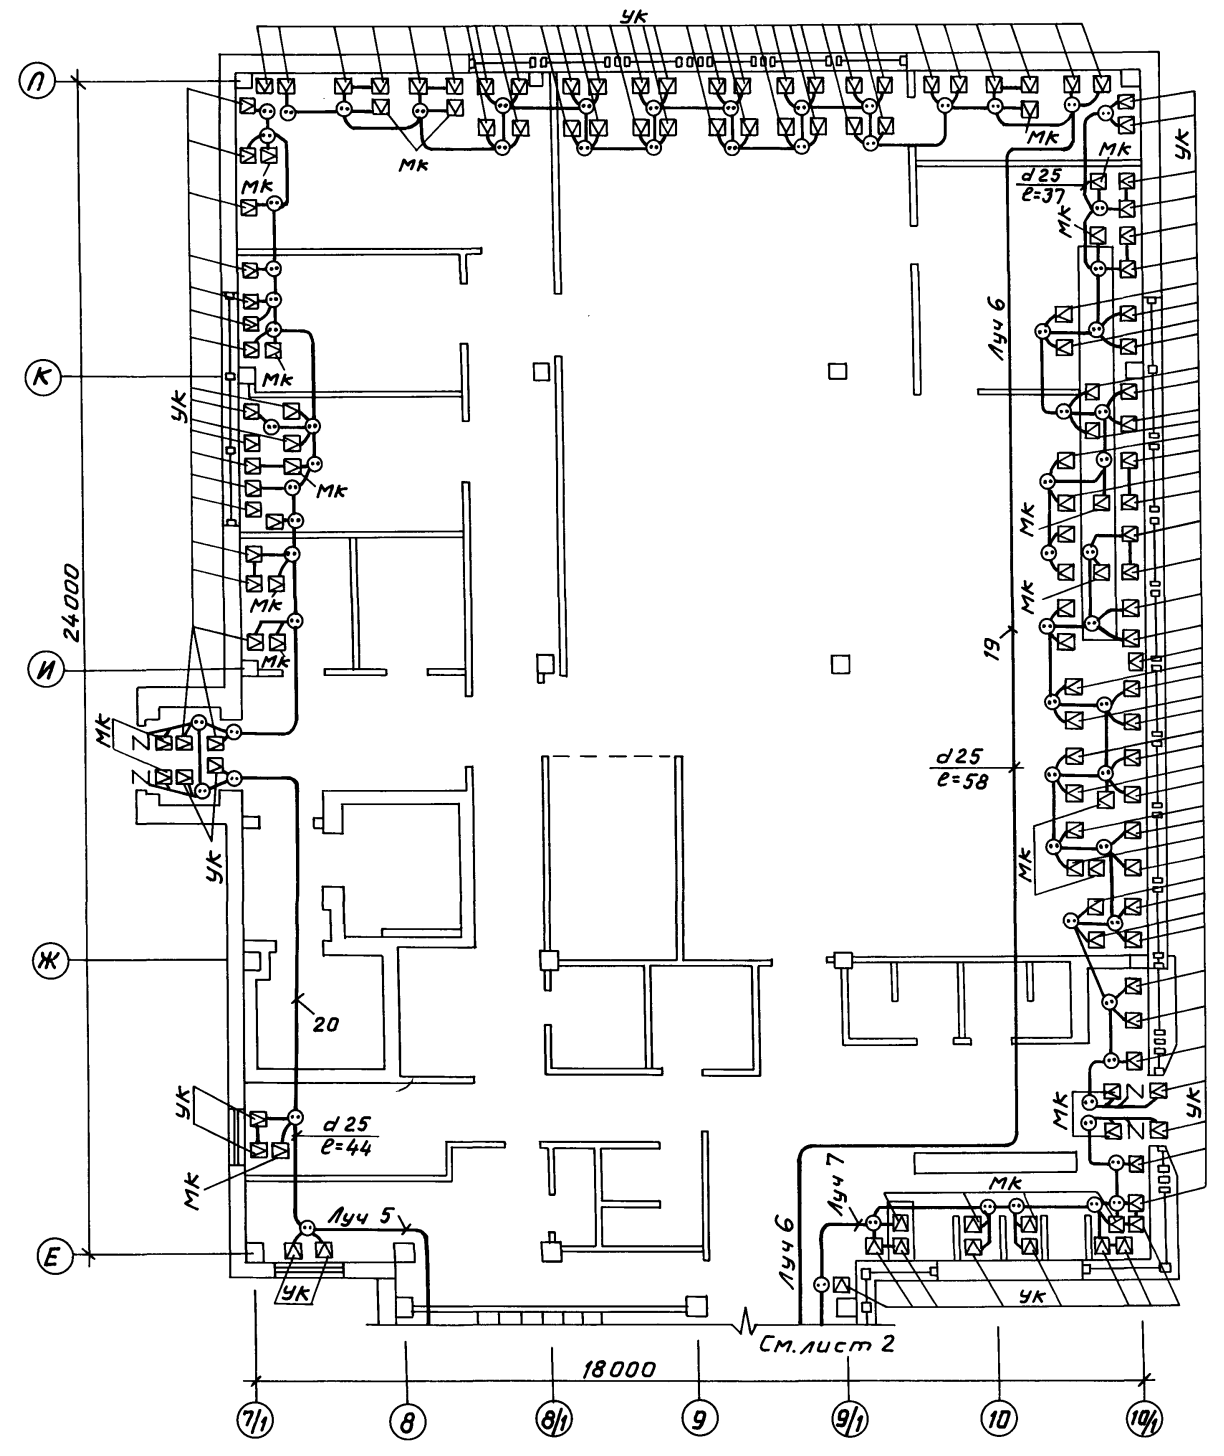 УК
Л
МК
МК
МК
МК
УК
d 25
ℓ=37
МК
Луч 6
К
МК
УК
МК
МК
МК
24000
МК
19
И
МК
МК
d 25
ℓ=58
УК
МК
Ж
20
УК
d 25
ℓ=44
МК
УК
МК
Луч 7
МК
Луч 5
Луч 6
Е
УК
УК
См. лист 2
18000
7/1
8
8/1
9
9/1
10
10/1